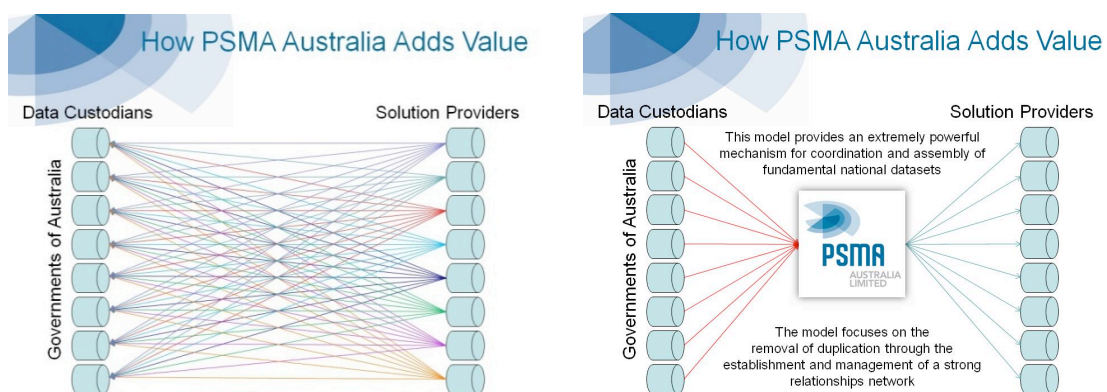 How PSMA Australia Adds Value
Data Custodians
Solution Providers
Governments of Australia
How PSMA Australia Adds Value
Data Custodians
Solution Providers
Governments of Australia
This model provides an extremely powerful
mechanism for coordination and assembly of
fundamental national datasets
PSMA
AUSTRALIA
LIMITED
The model focuses on the
removal of duplication through the
establishment and management of a strong
relationships network